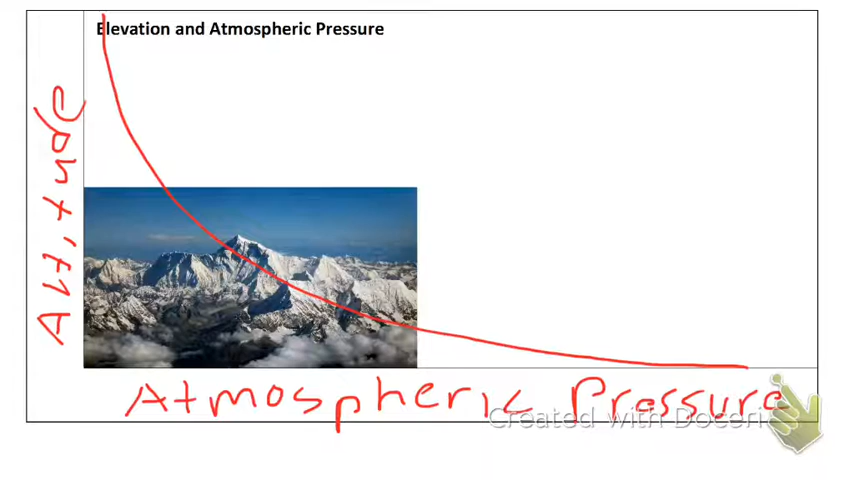 Elevation and Atmospheric Pressure
Altitude
Atmospheric Pressure
Created with Doceri